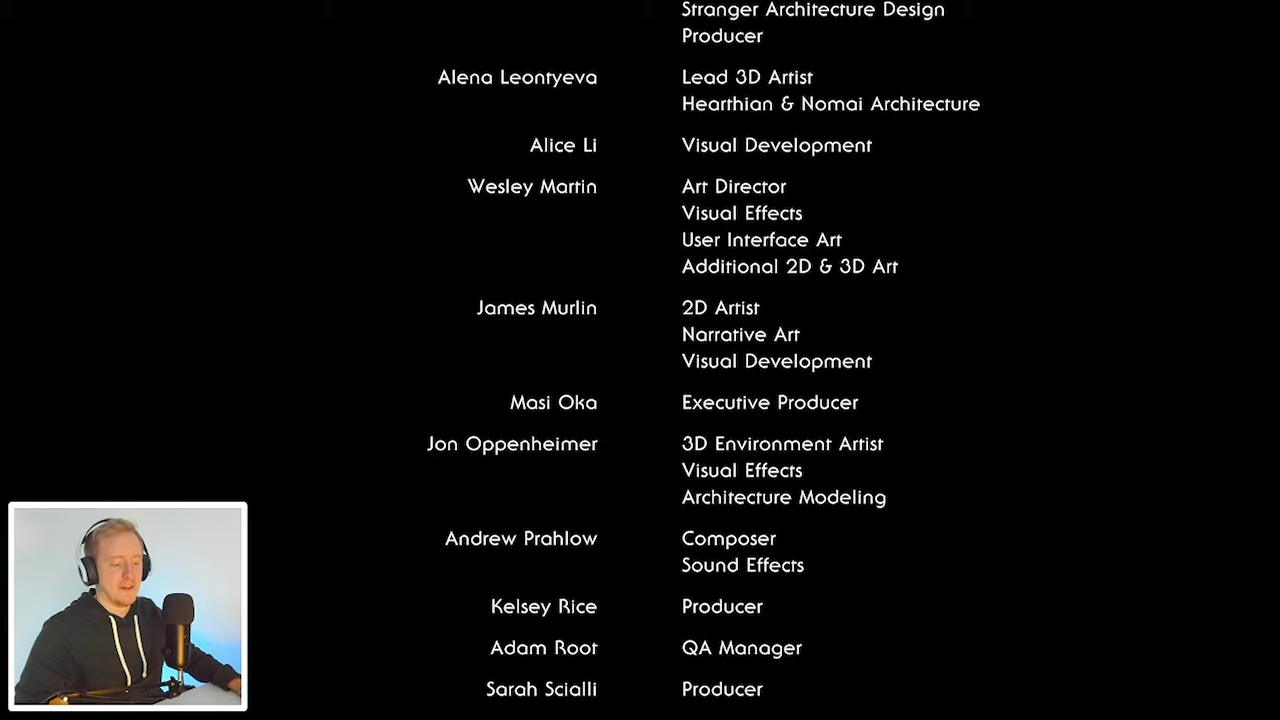 Stranger Architecture Design
Producer
Alena Leontyeva Lead 3D Artist
Hearthian & Nomai Architecture
Alice Li Visual Development
Wesley Martin Art Director
Visual Effects
User Interface Art
Additional 2D & 3D Art
James Murlin 2D Artist
Narrative Art
Visual Development
Masi Oka Executive Producer
Jon Oppenheimer 3D Environment Artist
Visual Effects
Architecture Modeling
Andrew Prahlow Composer
Sound Effects
Kelsey Rice Producer
Adam Root QA Manager
Sarah Scialli Producer